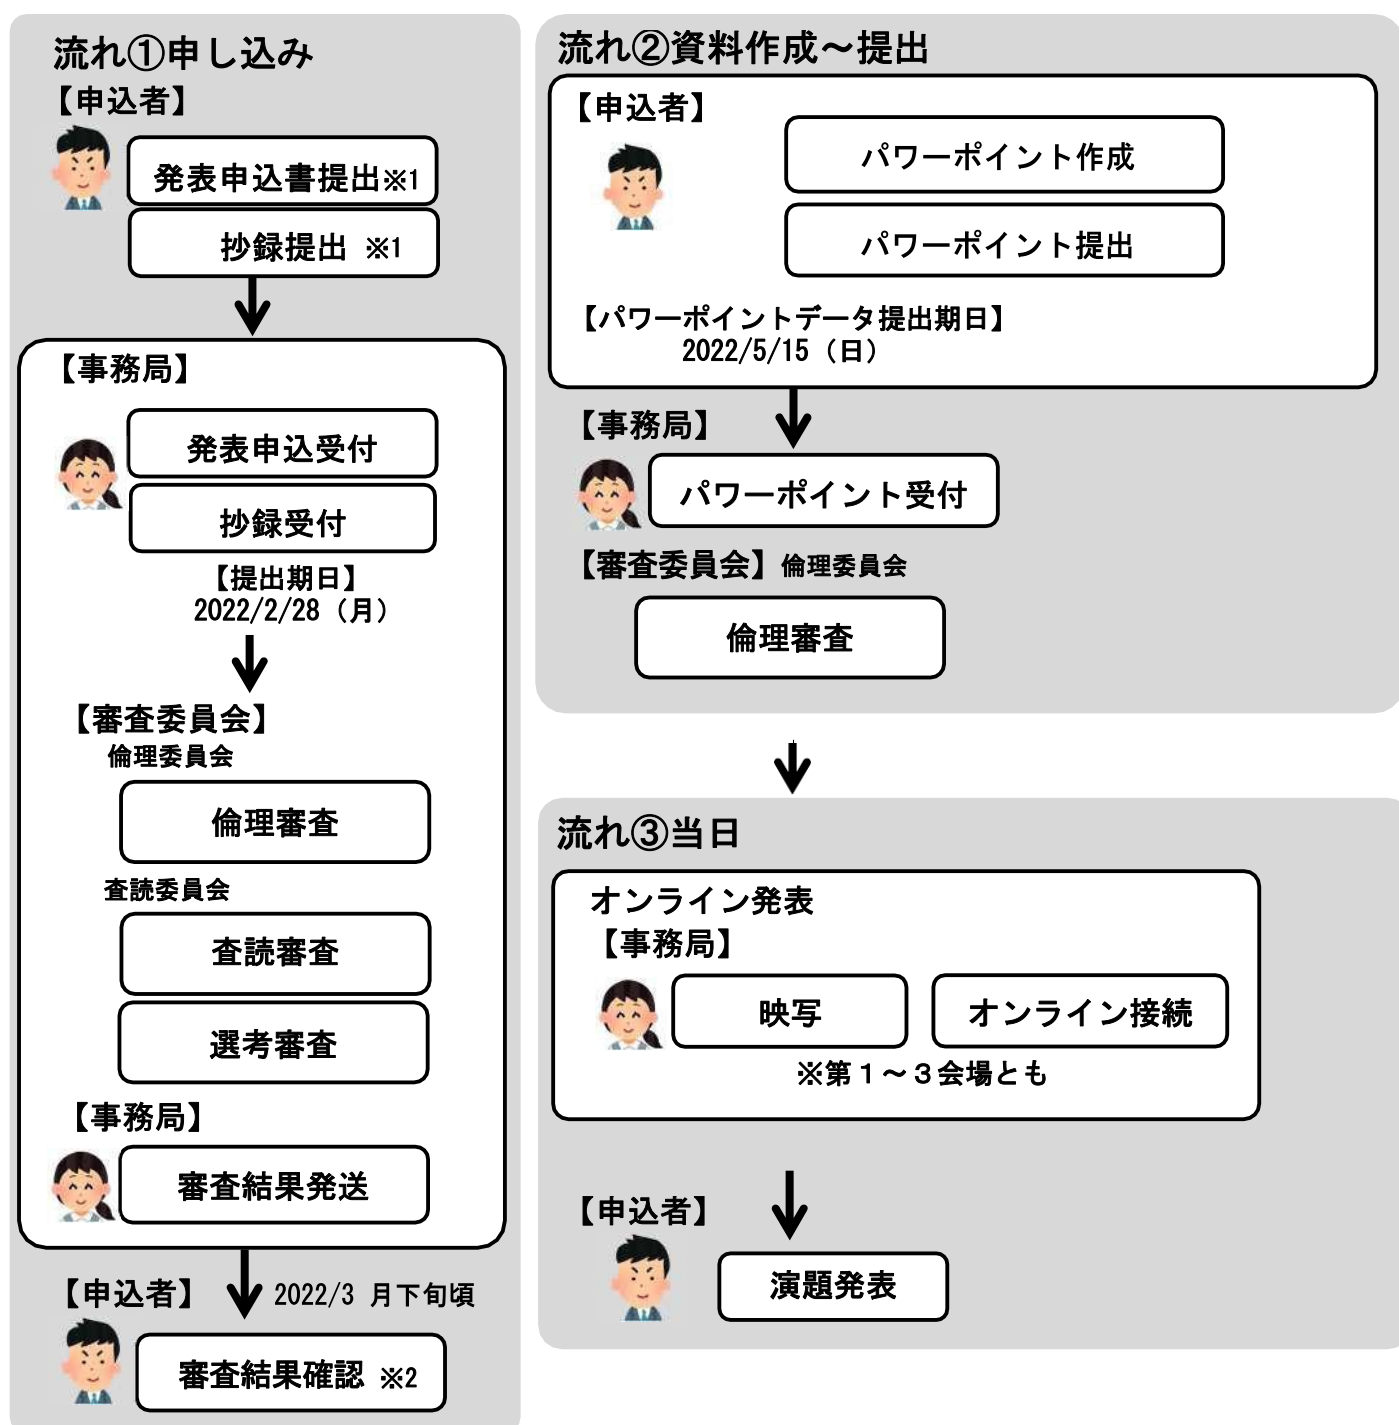 流れ①申し込み
【申込者】
発表申込書提出※1
抄録提出 ※1
【事務局】
発表申込受付
抄録受付
【提出期日】
2022/2/28（月）
【審査委員会】
倫理委員会
倫理審査
査読委員会
査読審査
選考審査
【事務局】
審査結果発送
【申込者】 2022/3 月下旬頃
審査結果確認 ※2
流れ②資料作成～提出
【申込者】
パワーポイント作成
パワーポイント提出
【パワーポイントデータ提出期日】
2022/5/15（日）
【事務局】
パワーポイント受付
【審査委員会】倫理委員会
倫理審査
流れ③当日
オンライン発表
【事務局】
映写 オンライン接続
※第１～３会場とも
【申込者】
演題発表